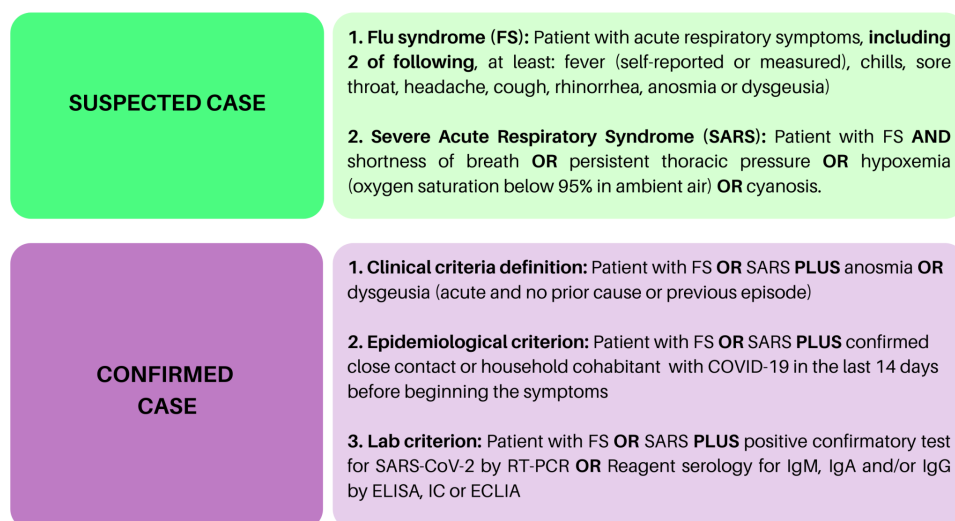 SUSPECTED CASE
1. Flu syndrome (FS): Patient with acute respiratory symptoms, including
2 of following, at least: fever (self-reported or measured), chills, sore
throat, headache, cough, rhinorrhea, anosmia or dysgeusia)
2. Severe Acute Respiratory Syndrome (SARS): Patient with FS AND
shortness of breath OR persistent thoracic pressure OR hypoxemia
(oxygen saturation below 95% in ambient air) OR cyanosis.
CONFIRMED
CASE
1. Clinical criteria definition: Patient with FS OR SARS PLUS anosmia OR
dysgeusia (acute and no prior cause or previous episode)
2. Epidemiological criterion: Patient with FS OR SARS PLUS confirmed
close contact or household cohabitant with COVID-19 in the last 14 days
before beginning the symptoms
3. Lab criterion: Patient with FS OR SARS PLUS positive confirmatory test
for SARS-CoV-2 by RT-PCR OR Reagent serology for IgM, IgA and/or IgG
by ELISA, IC or ECLIA